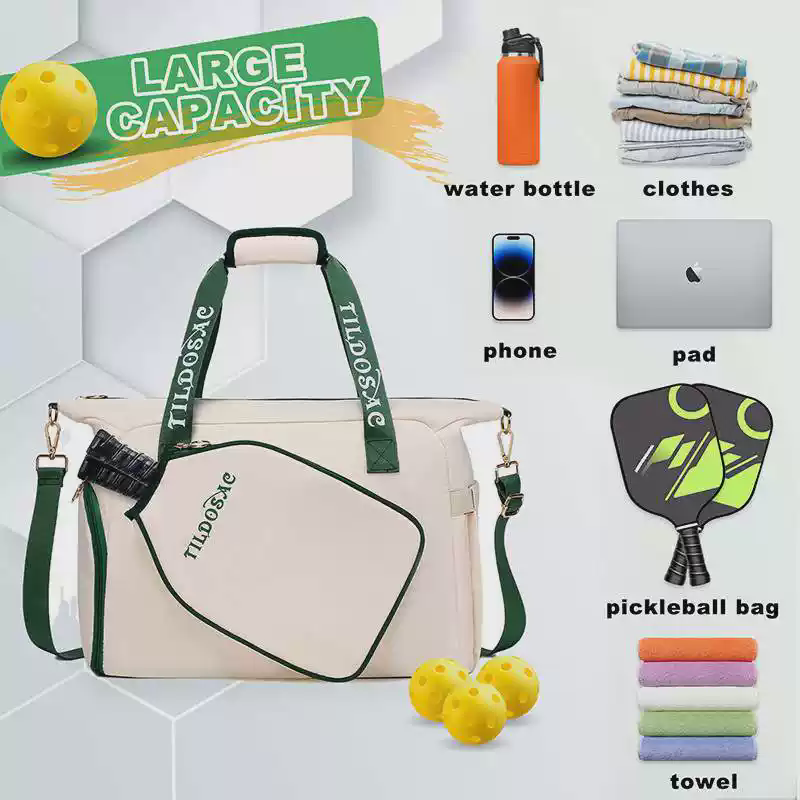 LARGE
CAPACITY
water bottle
clothes
phone
pad
TILDOSAC
TILDOSAC
TILDOSAC
pickleball bag
towel